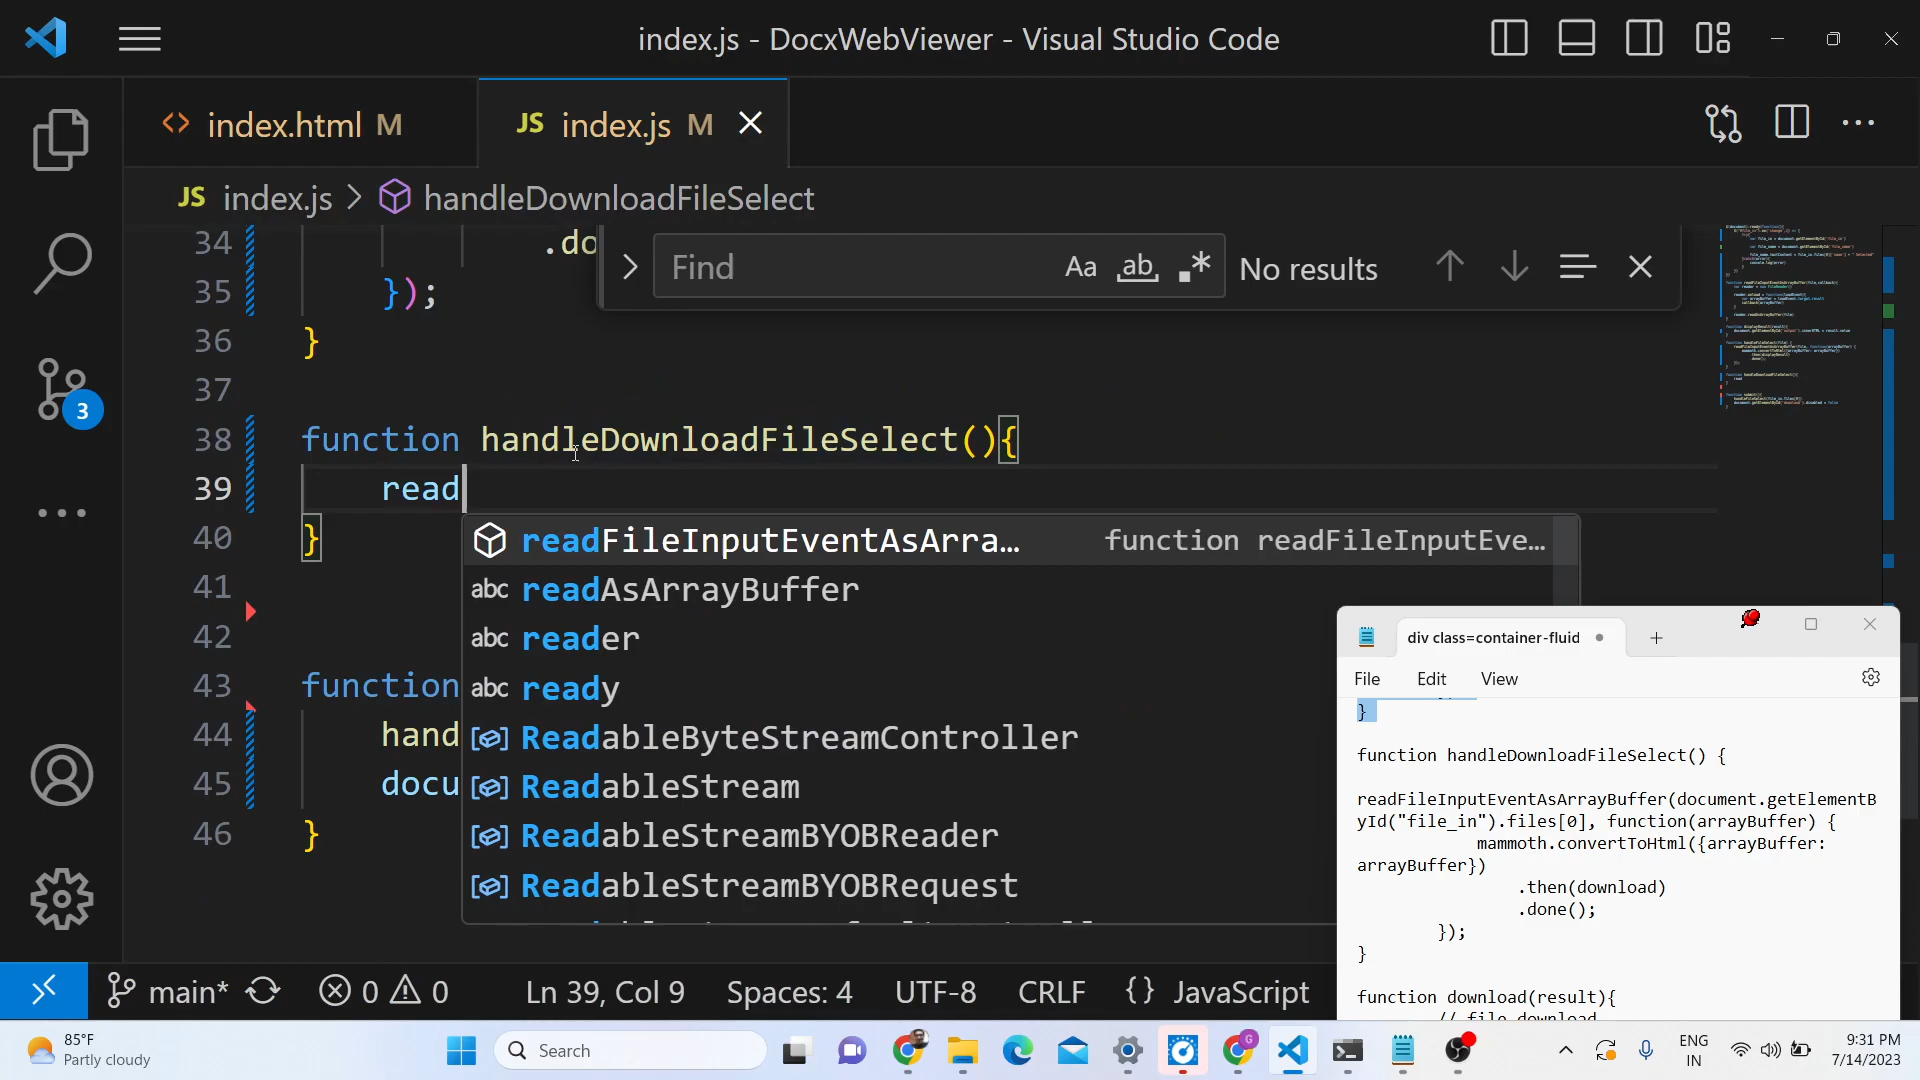 index.js - DocxWebViewer - Visual Studio Code
index.html M
JS index.js M
JS index.js > handleDownloadFileSelect
Find
Aa ab .* No results
34 .do
35 });
36 }
37
38 function handleDownloadFileSelect(){
39 read
40 }
41
42
43 function
44 hand
45 docu
46 }
readFileInputEventAsArra… function readFileInputEve…
abc readAsArrayBuffer
abc reader
abc ready
ReadableByteStreamController
ReadableStream
ReadableStreamBYOBReader
ReadableStreamBYOBRequest
3
div class=container-fluid
File Edit View
}
function handleDownloadFileSelect() {
readFileInputEventAsArrayBuffer(document.getElementB
yId("file_in").files[0], function(arrayBuffer) {
mammoth.convertToHtml({arrayBuffer:
arrayBuffer})
.then(download)
.done();
});
}
function download(result){
// file download
main* 0 0 Ln 39, Col 9 Spaces: 4 UTF-8 CRLF {} JavaScript
85°F
Partly cloudy
Search
ENG
IN
9:31 PM
7/14/2023